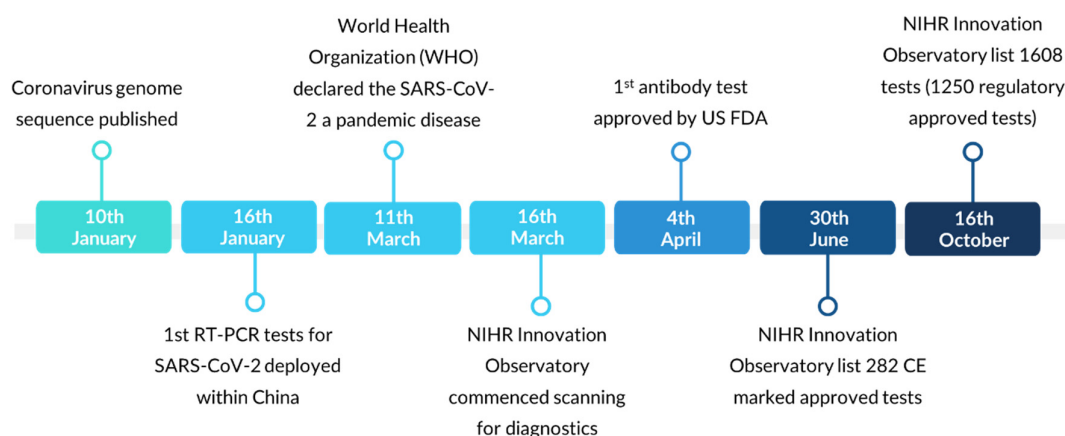 Coronavirus genome
sequence published
10th
January
16th
January
1st RT-PCR tests for
SARS-CoV-2 deployed
within China
World Health
Organization (WHO)
declared the SARS-CoV-
2 a pandemic disease
11th
March
16th
March
NIHR Innovation
Observatory
commenced scanning
for diagnostics
1st antibody test
approved by US FDA
4th
April
30th
June
NIHR Innovation
Observatory list 282 CE
marked approved tests
NIHR Innovation
Observatory list 1608
tests (1250 regulatory
approved tests)
16th
October